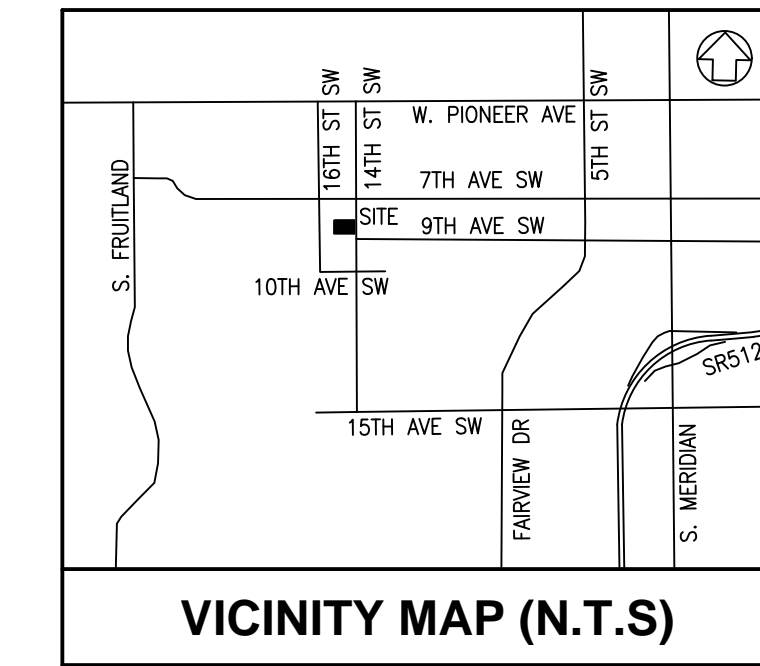 16TH ST SW
14TH ST SW
5TH ST SW
W. PIONEER AVE
S. FRUITLAND
7TH AVE SW
SITE
9TH AVE SW
10TH AVE SW
SR512
15TH AVE SW
FAIRVIEW DR
S. MERIDIAN
VICINITY MAP (N.T.S)